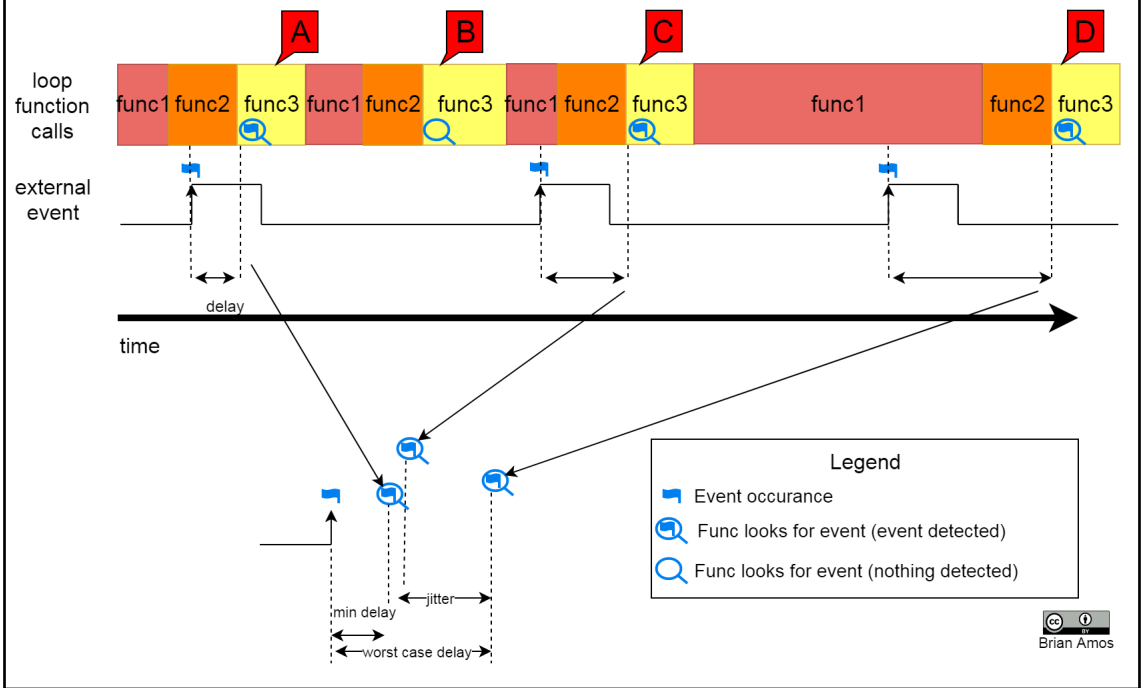 A
B
C
D
loop
function
calls
func1 func2 func3 func1 func2 func3 func1 func2 func3 func1 func2 func3
external
event
delay
time
Legend
Event occurance
Func looks for event (event detected)
Func looks for event (nothing detected)
jitter
min delay
worst case delay
cc
BY
Brian Amos